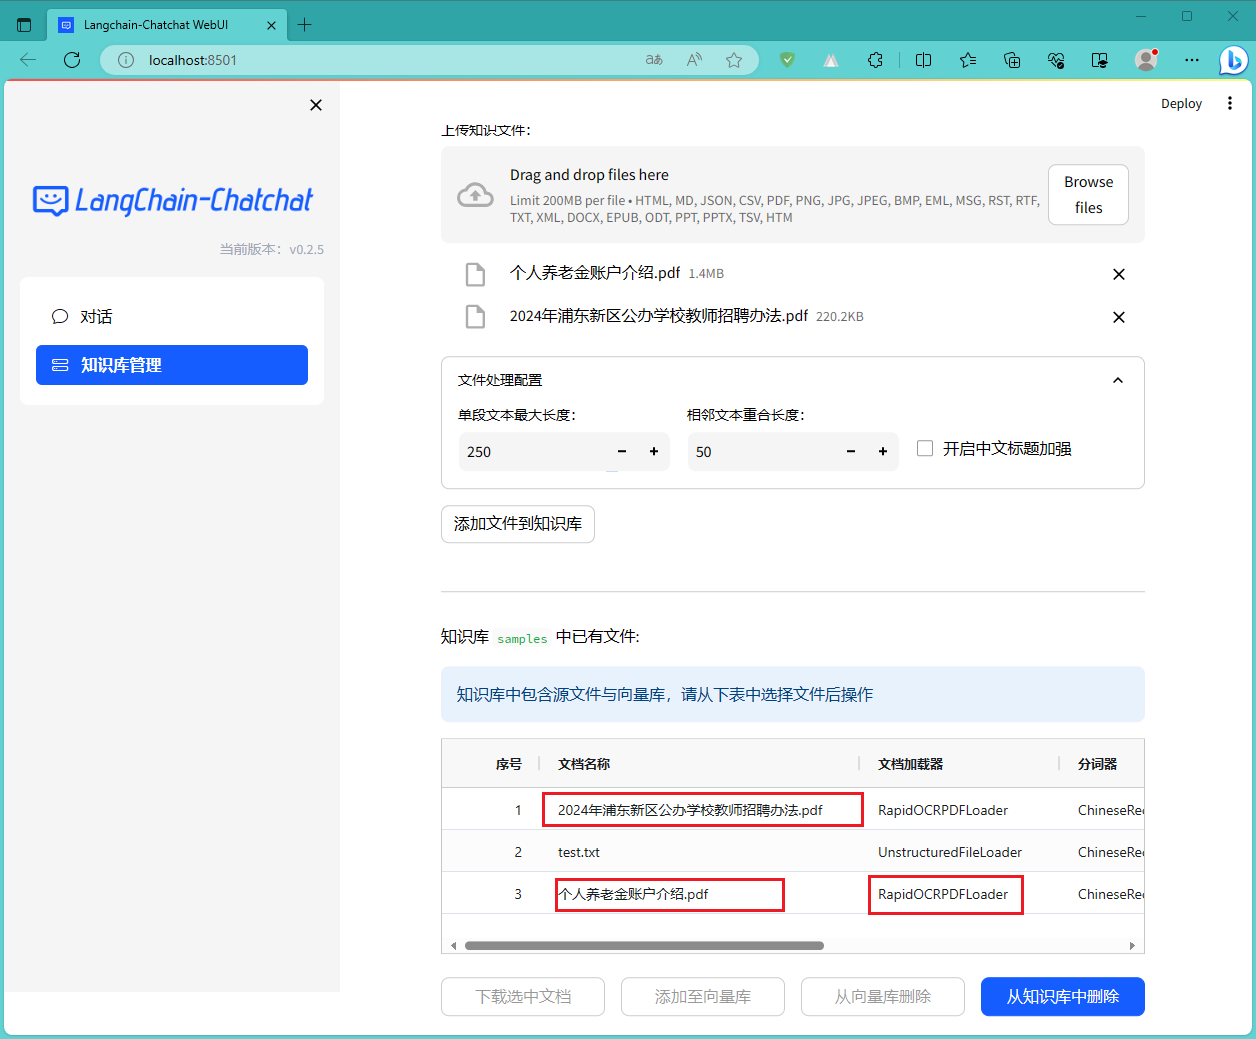 Langchain-Chatchat WebUI
localhost:8501
Deploy
LangChain-Chatchat
当前版本：v0.2.5
对话
知识库管理
上传知识文件：
Drag and drop files here
Limit 200MB per file • HTML, MD, JSON, CSV, PDF, PNG, JPG, JPEG, BMP, EML, MSG, RST, RTF,
TXT, XML, DOCX, EPUB, ODT, PPT, PPTX, TSV, HTM
Browse
files
个人养老金账户介绍.pdf 1.4MB
2024年浦东新区公办学校教师招聘办法.pdf 220.2KB
文件处理配置
单段文本最大长度： 相邻文本重合长度：
250 − + 50 − + 开启中文标题加强
添加文件到知识库
知识库 samples 中已有文件:
知识库中包含源文件与向量库，请从下表中选择文件后操作
序号 文档名称 文档加载器 分词器
1 2024年浦东新区公办学校教师招聘办法.pdf RapidOCRPDFLoader ChineseRec
2 test.txt UnstructuredFileLoader ChineseRec
3 个人养老金账户介绍.pdf RapidOCRPDFLoader ChineseRec
下载选中文档 添加至向量库 从向量库删除 从知识库中删除